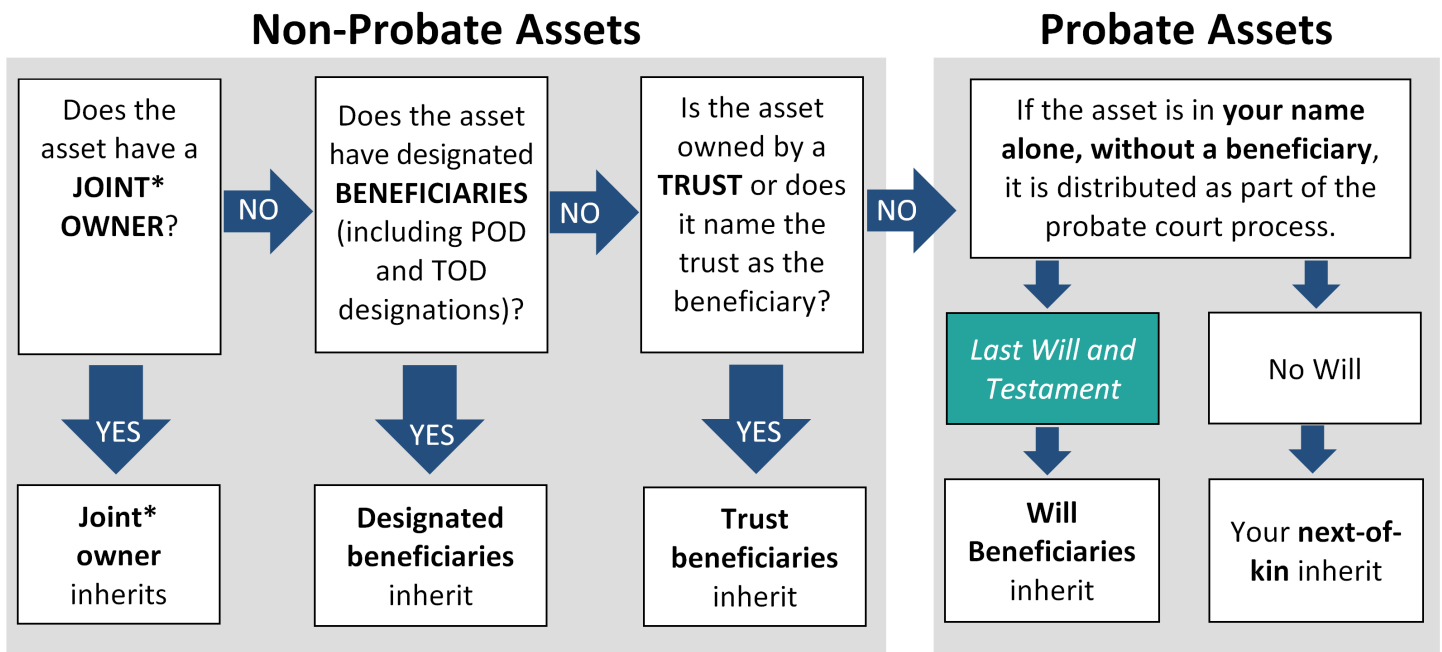 Non-Probate Assets
Does the
asset have a
JOINT*
OWNER?
NO
Does the asset
have designated
BENEFICIARIES
(including POD
and TOD
designations)?
NO
Is the asset
owned by a
TRUST or does
it name the
trust as the
beneficiary?
NO
YES
YES
YES
Joint*
owner
inherits
Designated
beneficiaries
inherit
Trust
beneficiaries
inherit
Probate Assets
If the asset is in your name
alone, without a beneficiary,
it is distributed as part of the
probate court process.
Last Will and
Testament
No Will
Will
Beneficiaries
inherit
Your next-of-
kin inherit